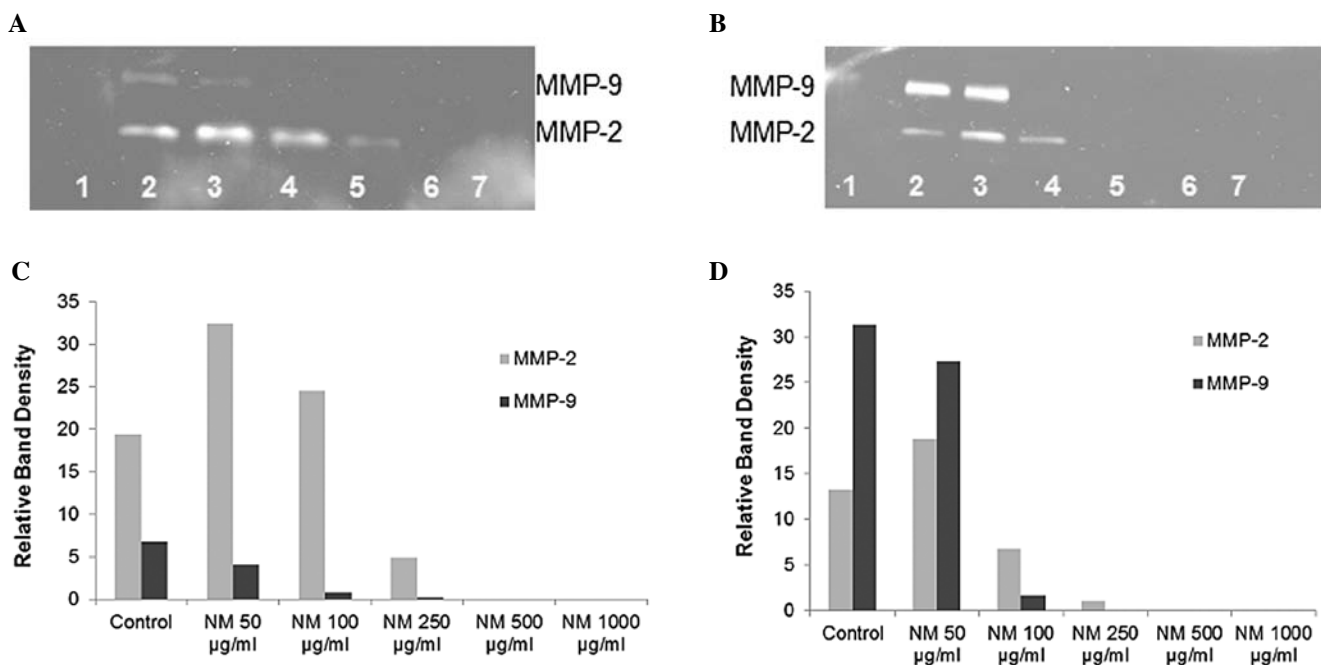 A
B
MMP-9
MMP-2
1 2 3 4 5 6 7
MMP-9
MMP-2
1 2 3 4 5 6 7
C
Relative Band Density
35
30
25
20
15
10
5
0
MMP-2
MMP-9
Control
NM 50 µg/ml
NM 100 µg/ml
NM 250 µg/ml
NM 500 µg/ml
NM 1000 µg/ml
D
Relative Band Density
35
30
25
20
15
10
5
0
MMP-2
MMP-9
Control
NM 50 µg/ml
NM 100 µg/ml
NM 250 µg/ml
NM 500 µg/ml
NM 1000 µg/ml